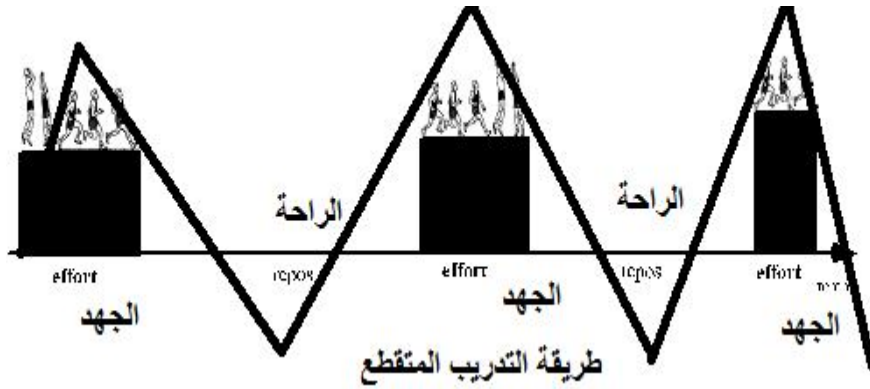 الراحة
الراحة
effort
repos
effort
repos
effort
الجهد
الجهد
الجهد
طريقة التدريب المتقطع